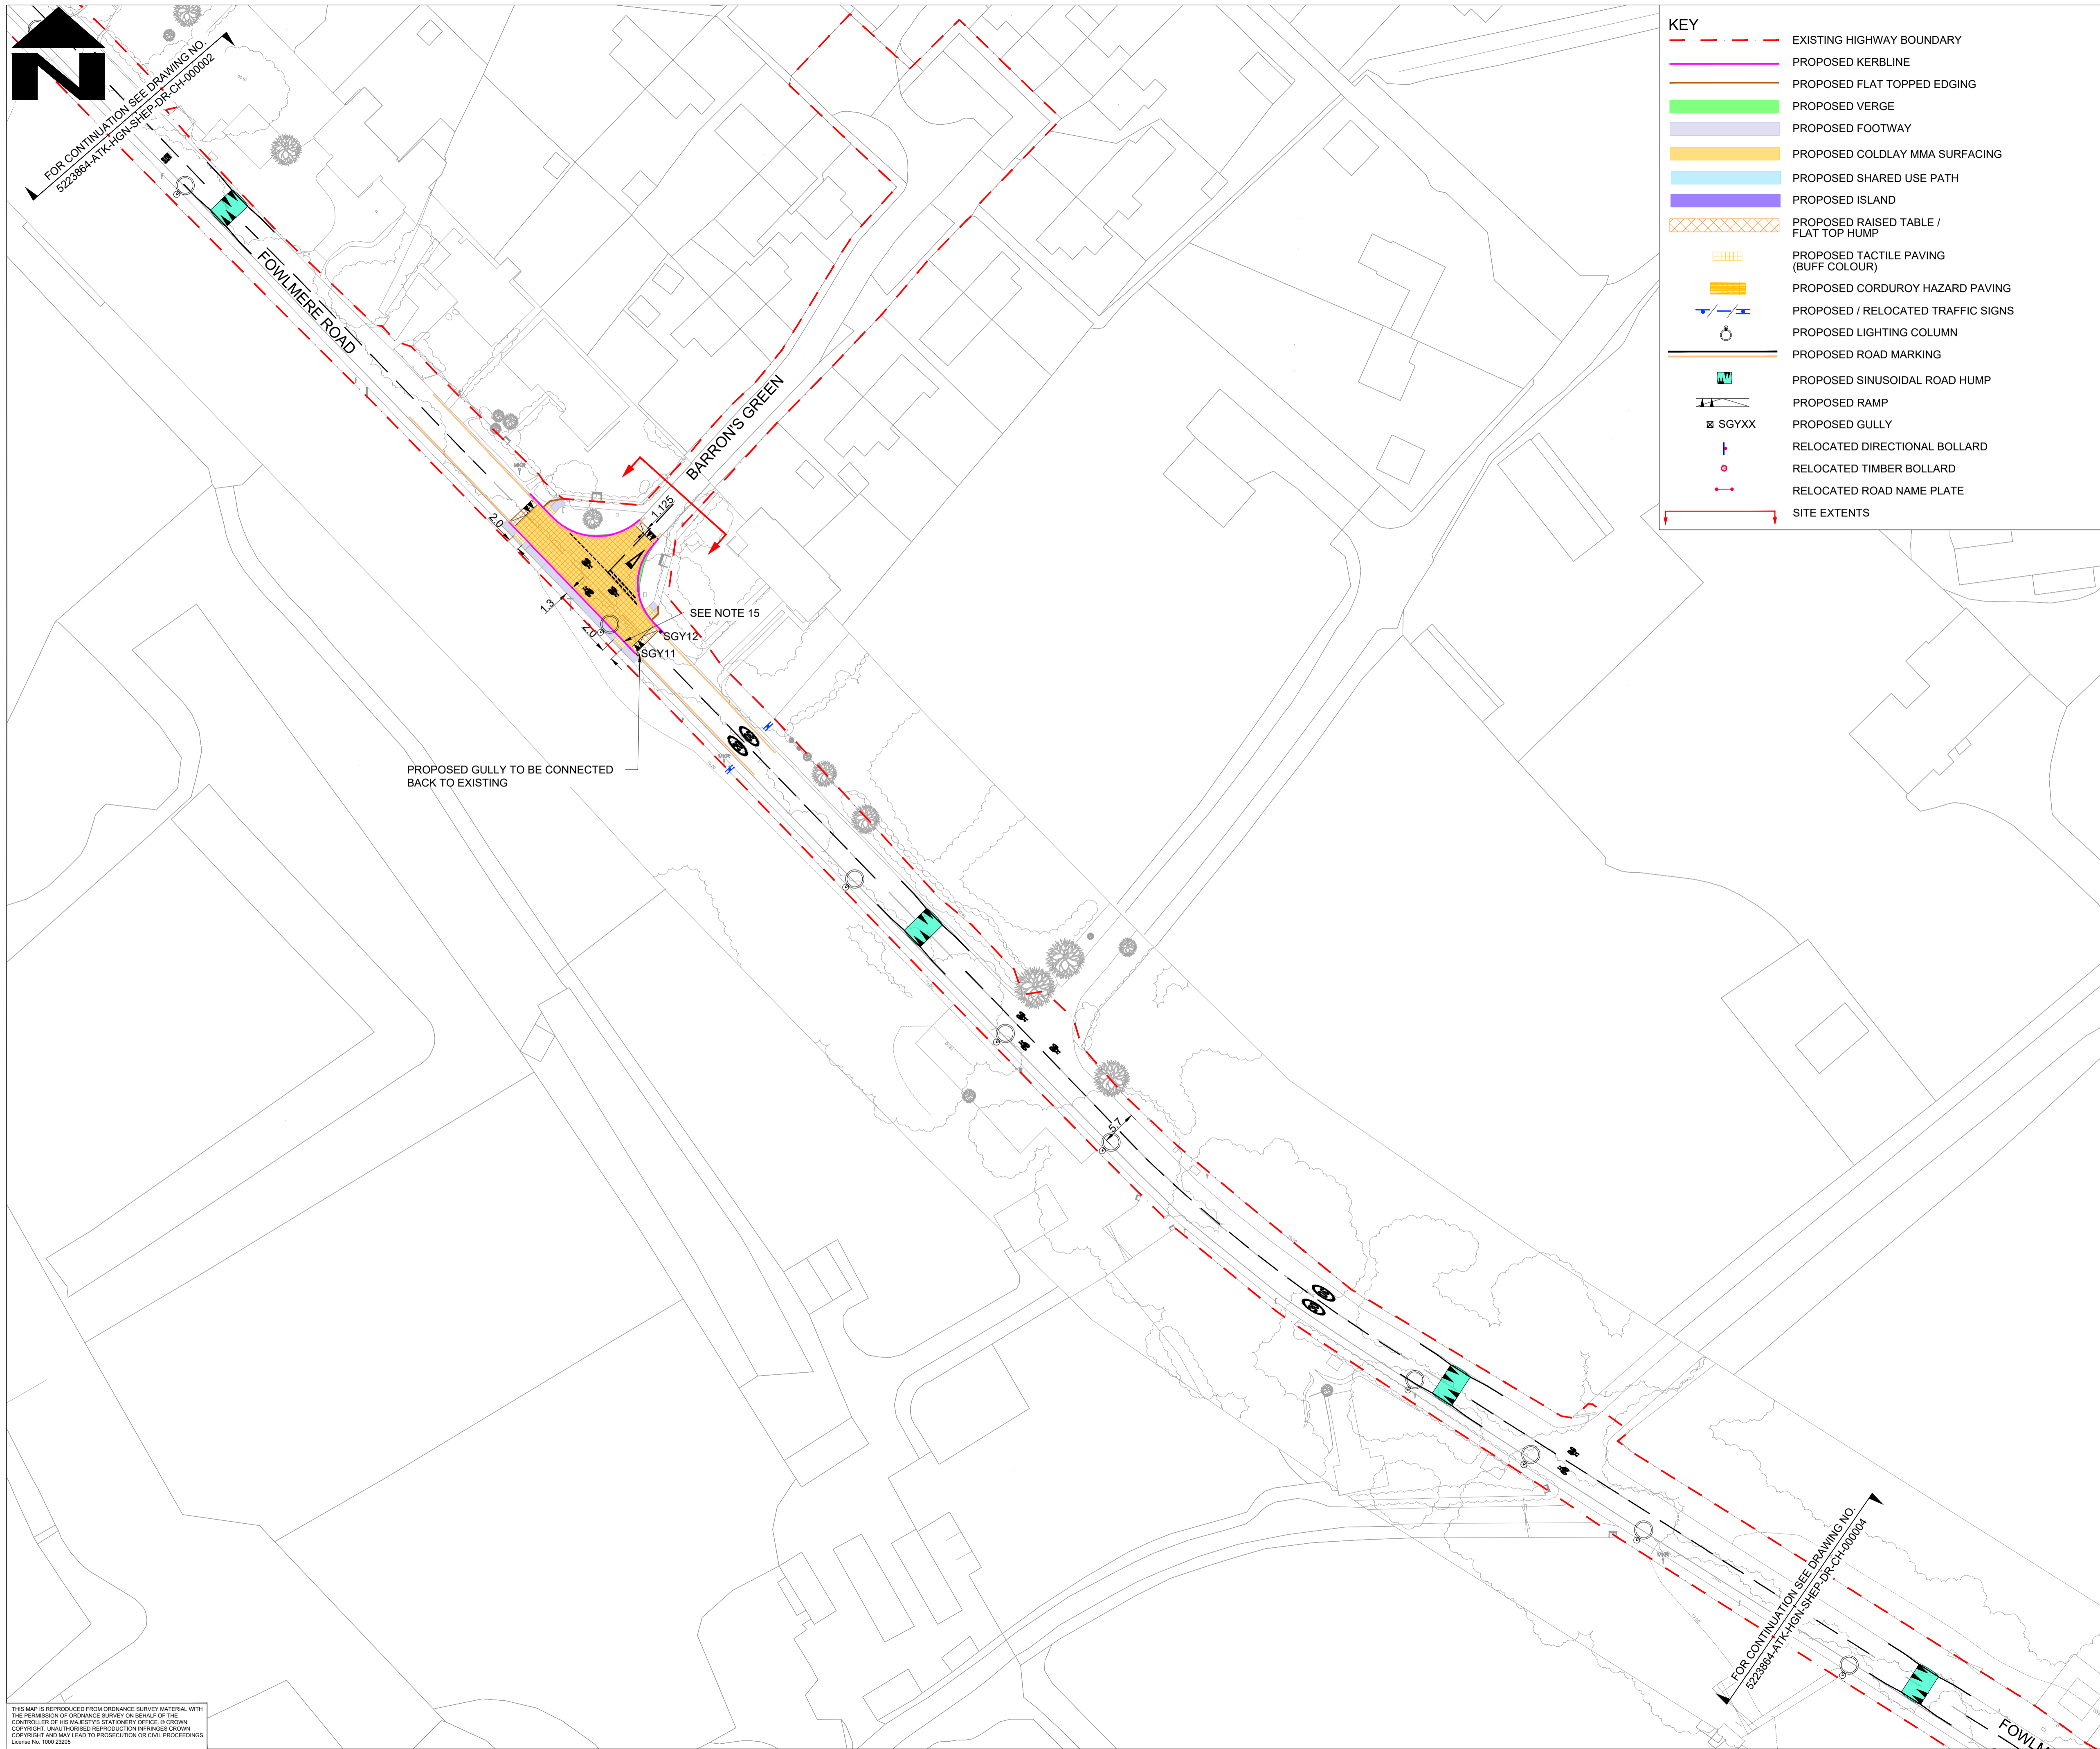 N
FOR CONTINUATION SEE DRAWING NO.
5223864-ATK-HGN-SHEP-DR-CH-000002
FOWLMERE ROAD
BARRON'S GREEN
MKR
2.0
1.125
1.3
2.0
SEE NOTE 15
SGY12
SGY11
MKR
PROPOSED GULLY TO BE CONNECTED
BACK TO EXISTING
5.7
MKR
FOR CONTINUATION SEE DRAWING NO.
5223864-ATK-HGN-SHEP-DR-CH-000004
FOWLM
KEY
EXISTING HIGHWAY BOUNDARY
PROPOSED KERBLINE
PROPOSED FLAT TOPPED EDGING
PROPOSED VERGE
PROPOSED FOOTWAY
PROPOSED COLDLAY MMA SURFACING
PROPOSED SHARED USE PATH
PROPOSED ISLAND
PROPOSED RAISED TABLE /
FLAT TOP HUMP
PROPOSED TACTILE PAVING
(BUFF COLOUR)
PROPOSED CORDUROY HAZARD PAVING
PROPOSED / RELOCATED TRAFFIC SIGNS
PROPOSED LIGHTING COLUMN
PROPOSED ROAD MARKING
PROPOSED SINUSOIDAL ROAD HUMP
PROPOSED RAMP
SGYXX PROPOSED GULLY
RELOCATED DIRECTIONAL BOLLARD
RELOCATED TIMBER BOLLARD
RELOCATED ROAD NAME PLATE
SITE EXTENTS
THIS MAP IS REPRODUCED FROM ORDNANCE SURVEY MATERIAL WITH
THE PERMISSION OF ORDNANCE SURVEY ON BEHALF OF THE
CONTROLLER OF HIS MAJESTY'S STATIONERY OFFICE. © CROWN
COPYRIGHT. UNAUTHORISED REPRODUCTION INFRINGES CROWN
COPYRIGHT AND MAY LEAD TO PROSECUTION OR CIVIL PROCEEDINGS.
License No. 1000 23205